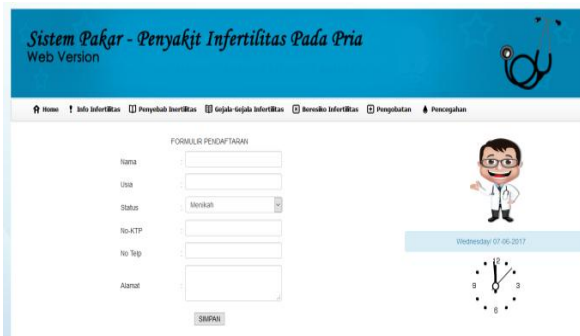 Sistem Pakar - Penyakit Infertilitas Pada Pria
Web Version
Home Info Infertilitas Penyebab Inertilitas Gejala-Gejala Infertilitas Beresiko Infertilitas Pengobatan Pencegahan
FORMULIR PENDAFTARAN
Nama :
Usia :
Status : Menikah
No-KTP :
No Telp :
Alamat :
SIMPAN
Wednesday/ 07-06-2017
12
9 3
6